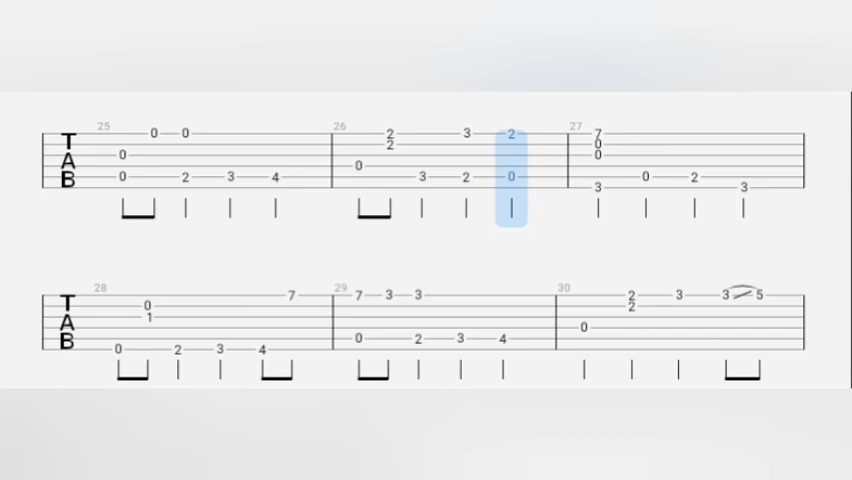 25 26 27
T 0 0 2 3 2 7
2 0
A 0 0
0
B 0 2 3 4 3 2 0 0 2
3 3
28 29 30
T 7 7 3 3 2 3 3 5
0 2
A 1
0
B 0 2 3 4
0 2 3 4